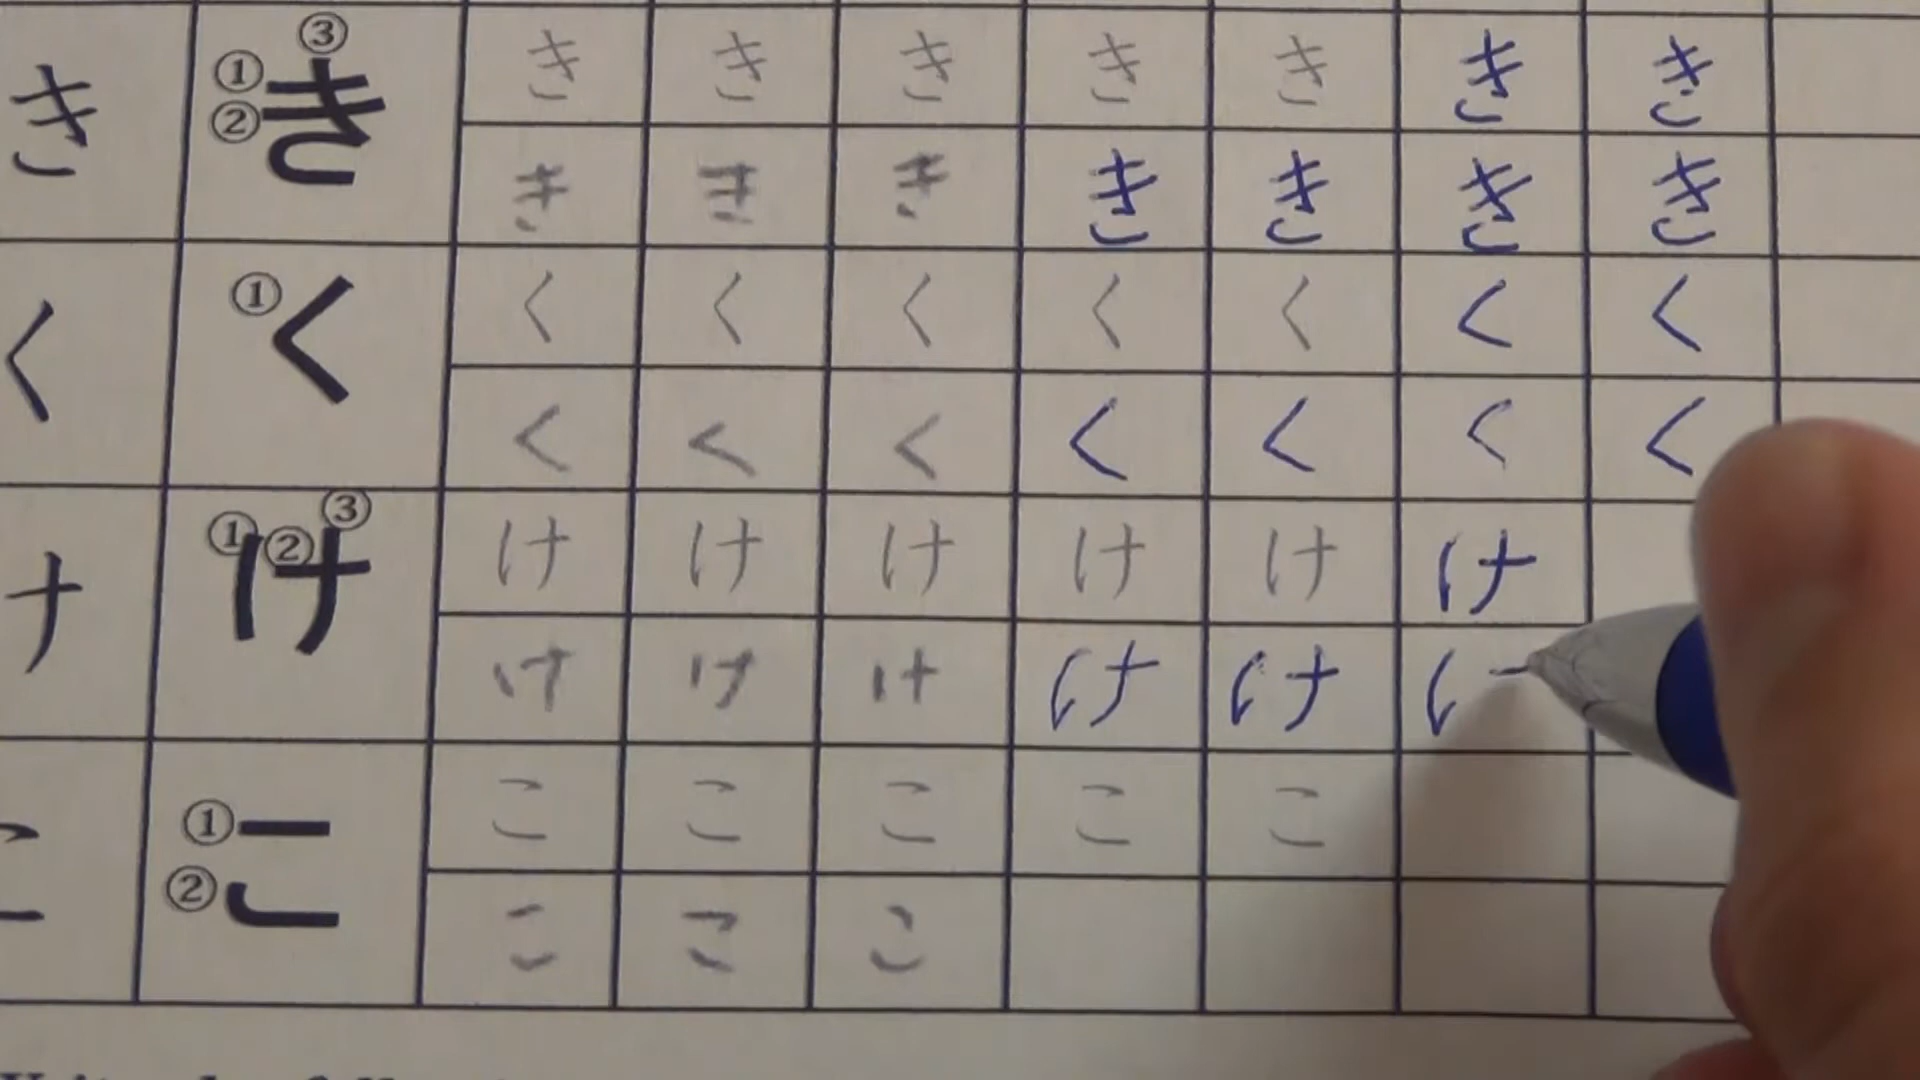 き ①②③き き き き き き き き
き き き き き き き
く ①く く く く く く く く
く く く く く く く
け ①②③け け け け け け け
け け け け け
こ ①②こ こ こ こ こ こ
こ こ こ